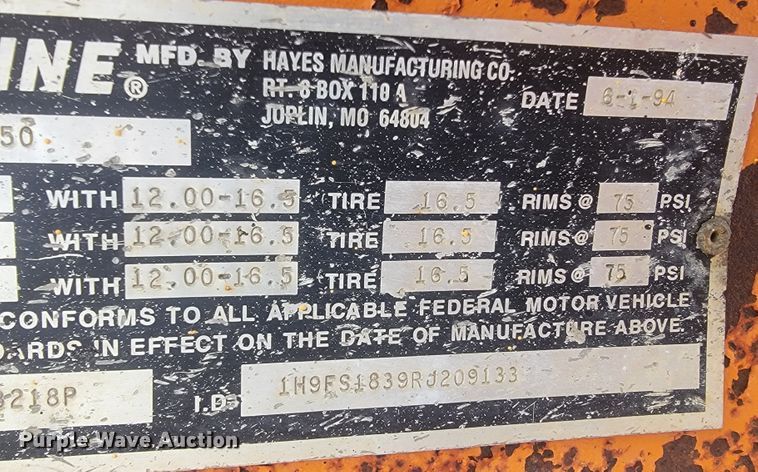 INE® MFD. BY HAYES MANUFACTURING CO.
RT. 6 BOX 110 A
JOPLIN, MO 64804
DATE 6-1-94
50
WITH 12.00-16.5 TIRE 16.5 RIMS @ 75 PSI
WITH 12.00-16.5 TIRE 16.5 RIMS @ 75 PSI
WITH 12.00-16.5 TIRE 16.5 RIMS @ 75 PSI
CONFORMS TO ALL APPLICABLE FEDERAL MOTOR VEHICLE
DARDS IN EFFECT ON THE DATE OF MANUFACTURE ABOVE.
3218P I.D. 1H9FS1839RJ209133
Purple Wave Auction